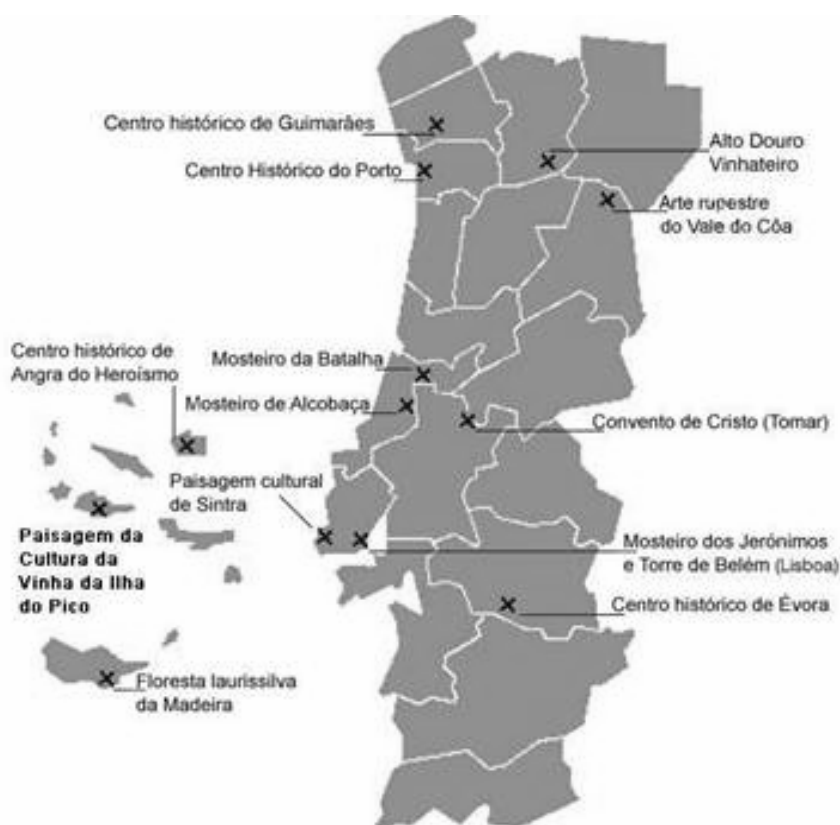 Centro histórico de Guimarães
Centro Histórico do Porto
Alto Douro
Vinhateiro
Arte rupestre
do Vale do Côa
Centro histórico de
Angra do Heroísmo
Mosteiro da Batalha
Mosteiro de Alcobaça
Convento de Cristo (Tomar)
Paisagem cultural
de Sintra
Paisagem da
Cultura da
Vinha da Ilha
do Pico
Mosteiro dos Jerónimos
e Torre de Belém (Lisboa)
Centro histórico de Évora
Floresta laurissilva
da Madeira